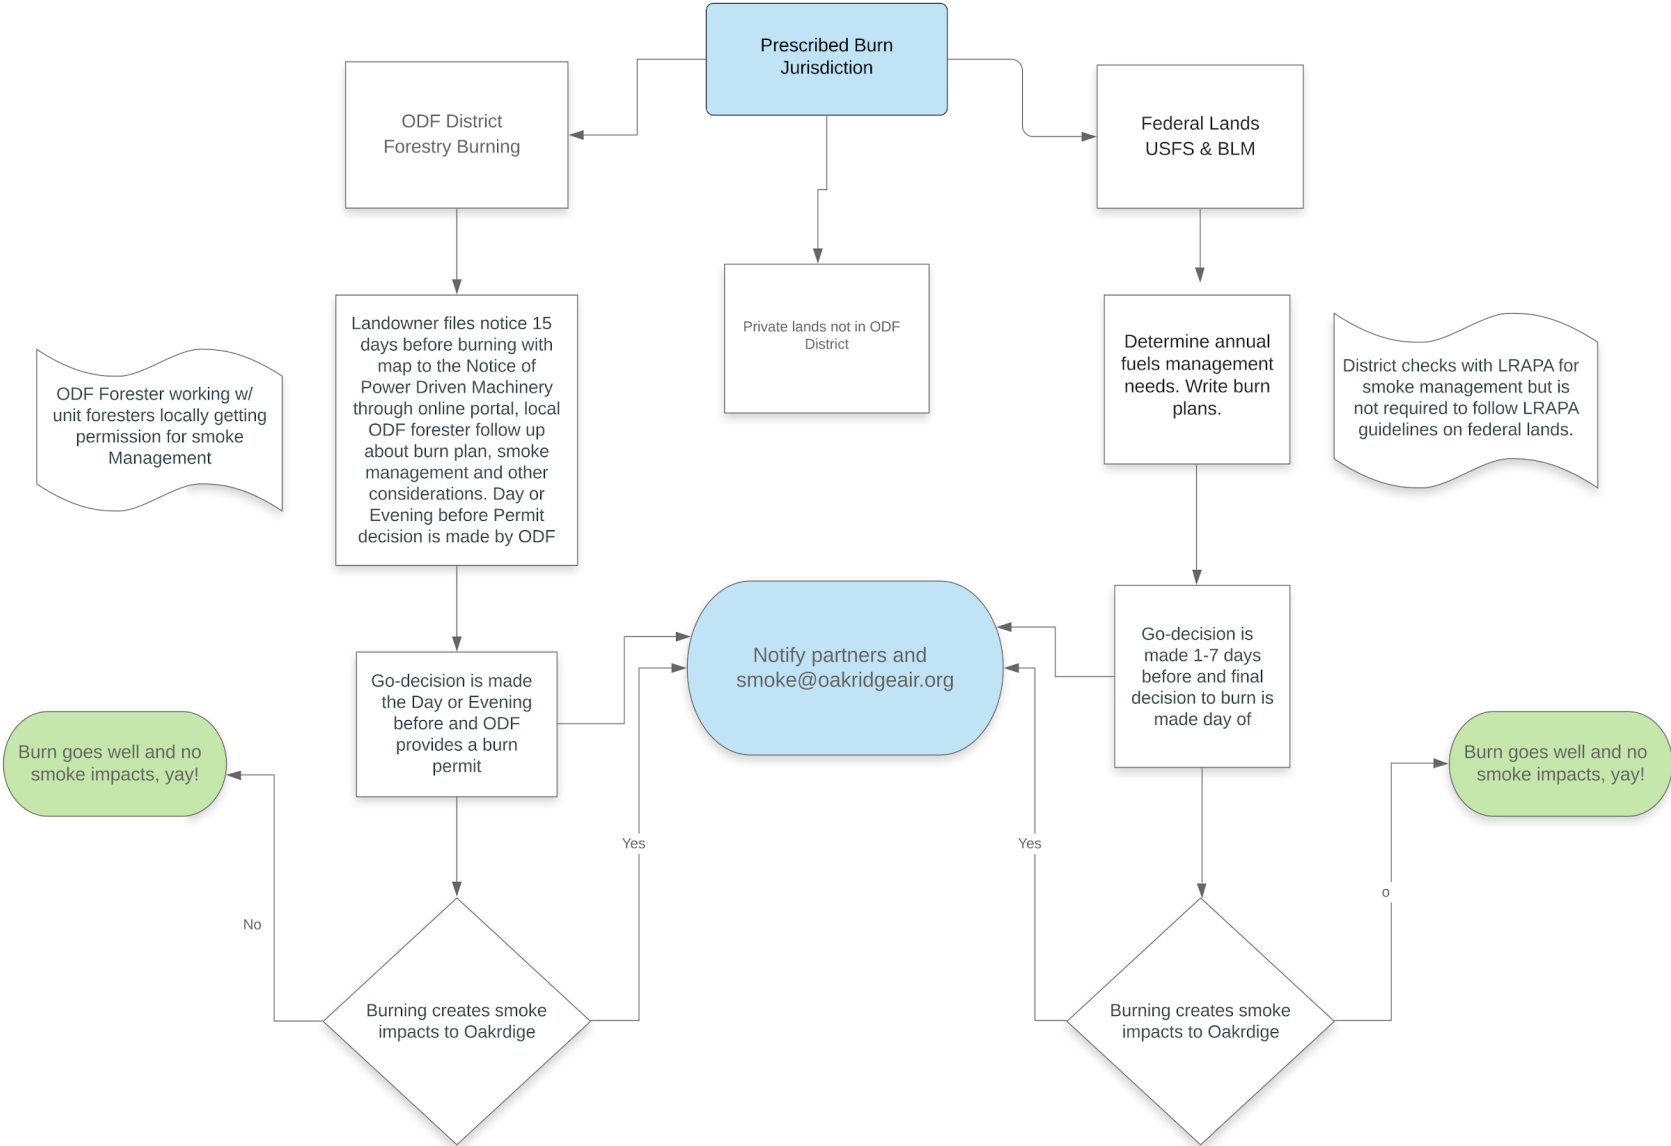 Prescribed Burn
Jurisdiction
ODF District
Forestry Burning
Federal Lands
USFS & BLM
Private lands not in ODF
District
Landowner files notice 15
days before burning with
map to the Notice of
Power Driven Machinery
through online portal, local
ODF forester follow up
about burn plan, smoke
management and other
considerations. Day or
Evening before Permit
decision is made by ODF
ODF Forester working w/
unit foresters locally getting
permission for smoke
Management
Determine annual
fuels management
needs. Write burn
plans.
District checks with LRAPA for
smoke management but is
not required to follow LRAPA
guidelines on federal lands.
Go-decision is made
the Day or Evening
before and ODF
provides a burn
permit
Notify partners and
smoke@oakridgeair.org
Go-decision is
made 1-7 days
before and final
decision to burn is
made day of
Burn goes well and no
smoke impacts, yay!
Burn goes well and no
smoke impacts, yay!
Yes
Yes
o
No
Burning creates smoke
impacts to Oakrdige
Burning creates smoke
impacts to Oakrdige